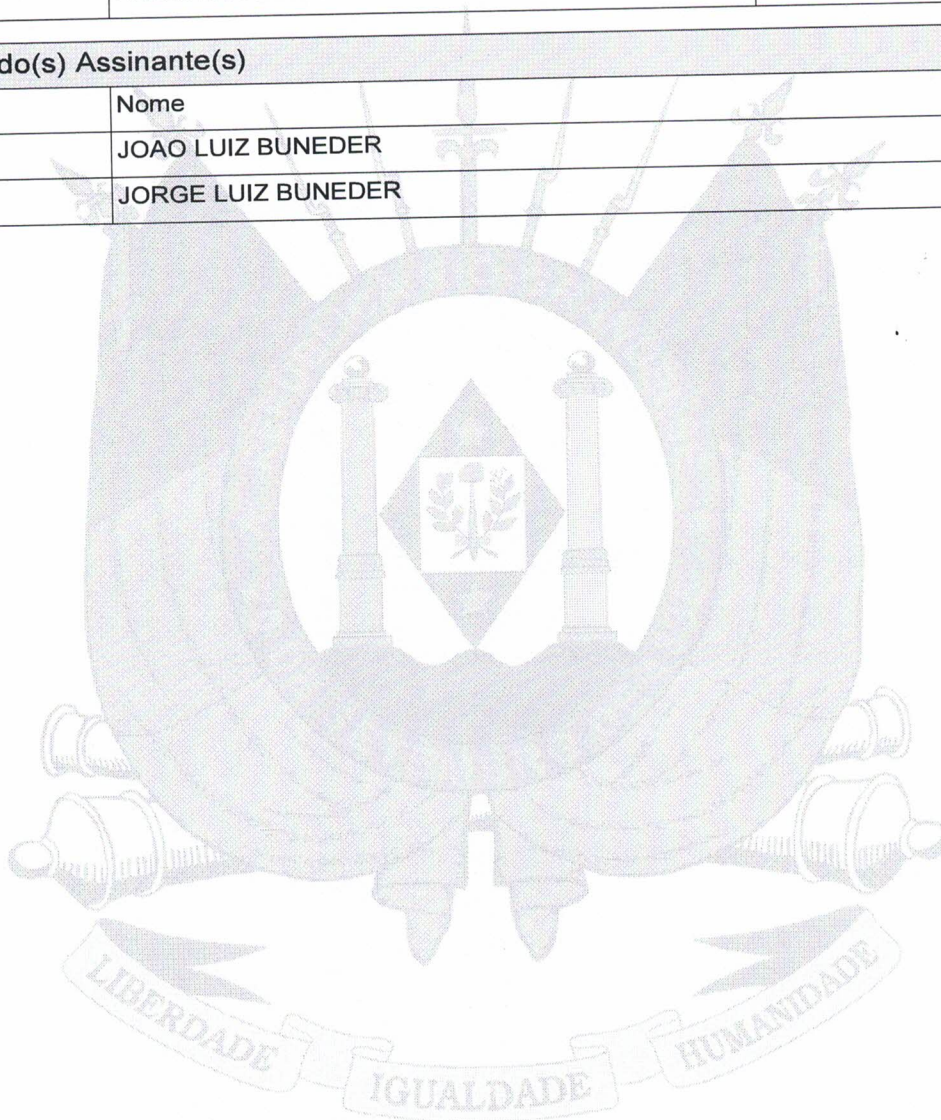 do(s) Assinante(s)
Nome
JOAO LUIZ BUNEDER
JORGE LUIZ BUNEDER
LIBERDADE
IGUALDADE
HUMANIDADE